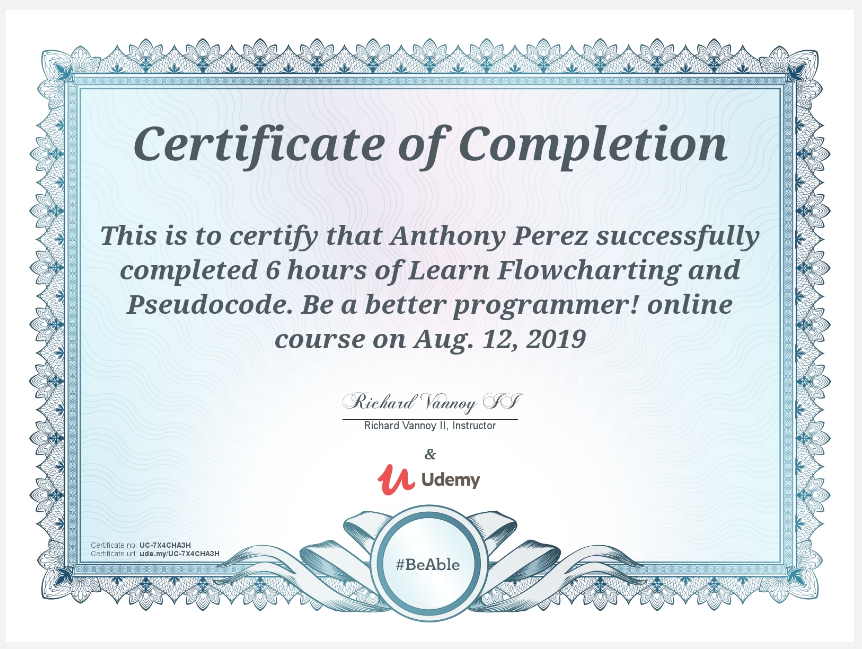 Certificate of Completion
This is to certify that Anthony Perez successfully
completed 6 hours of Learn Flowcharting and
Pseudocode. Be a better programmer! online
course on Aug. 12, 2019
Richard Vannoy II
Richard Vannoy II, Instructor
&
Udemy
Certificate no: UC-7X4CHA3H
Certificate url: ude.my/UC-7X4CHA3H
#BeAble